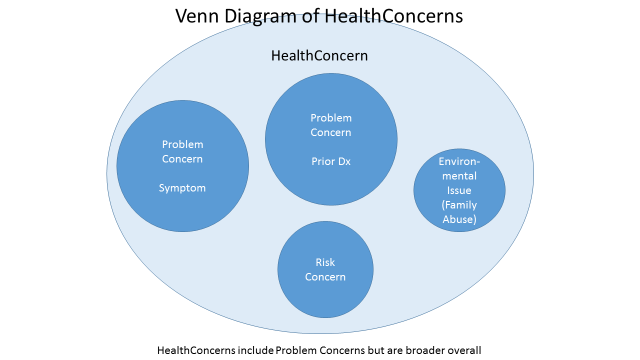 Venn Diagram of HealthConcerns
HealthConcern
Problem
Concern
Symptom
Problem
Concern
Prior Dx
Environ-
mental
Issue
(Family
Abuse)
Risk
Concern
HealthConcerns include Problem Concerns but are broader overall